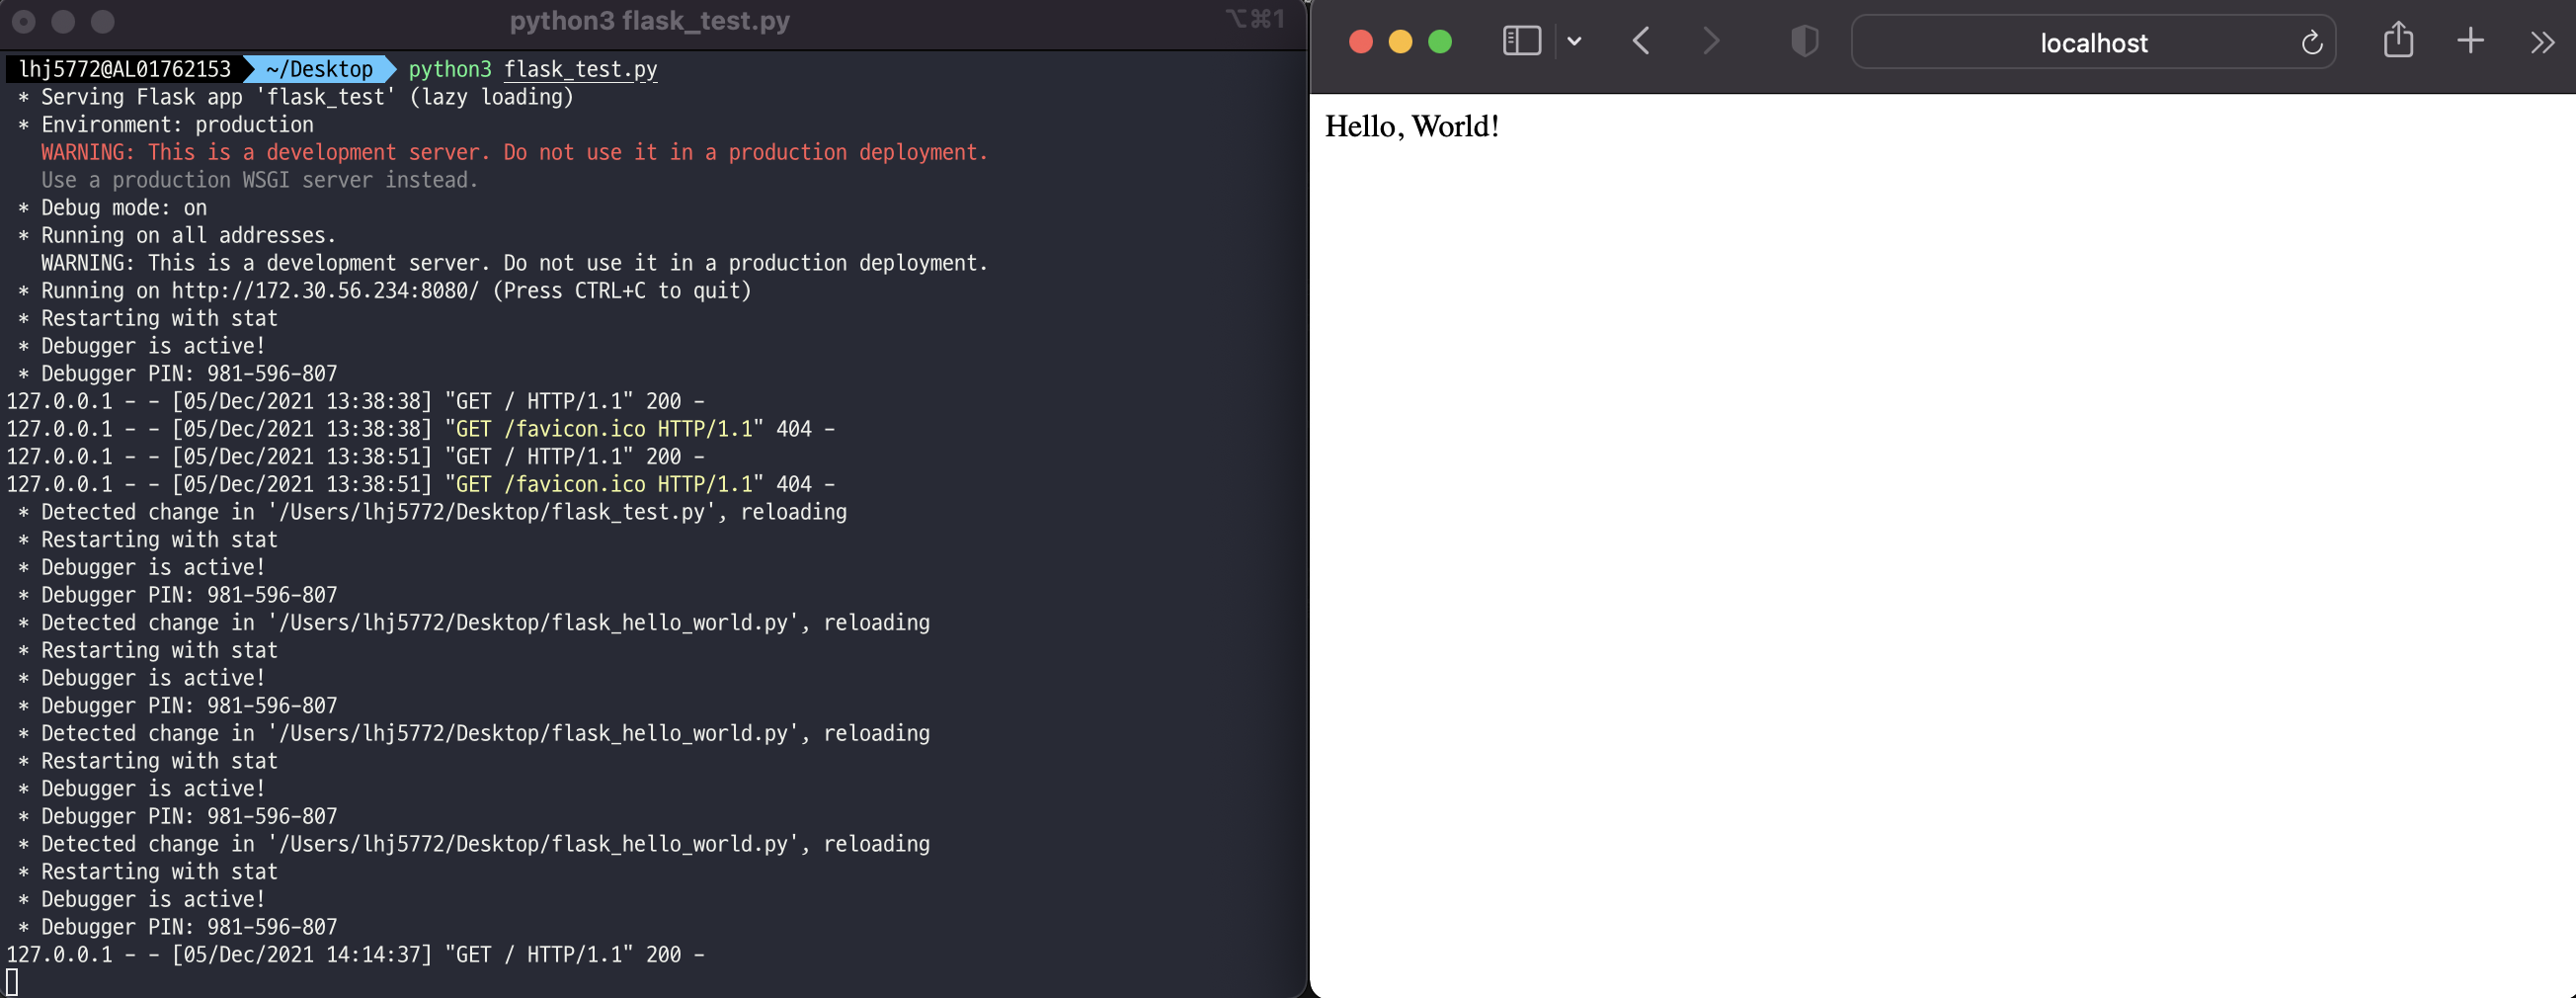 python3 flask_test.py
⌥⌘1
lhj5772@AL01762153 ~/Desktop python3 flask_test.py
* Serving Flask app 'flask_test' (lazy loading)
* Environment: production
WARNING: This is a development server. Do not use it in a production deployment.
Use a production WSGI server instead.
* Debug mode: on
* Running on all addresses.
WARNING: This is a development server. Do not use it in a production deployment.
* Running on http://172.30.56.234:8080/ (Press CTRL+C to quit)
* Restarting with stat
* Debugger is active!
* Debugger PIN: 981-596-807
127.0.0.1 - - [05/Dec/2021 13:38:38] "GET / HTTP/1.1" 200 -
127.0.0.1 - - [05/Dec/2021 13:38:38] "GET /favicon.ico HTTP/1.1" 404 -
127.0.0.1 - - [05/Dec/2021 13:38:51] "GET / HTTP/1.1" 200 -
127.0.0.1 - - [05/Dec/2021 13:38:51] "GET /favicon.ico HTTP/1.1" 404 -
* Detected change in '/Users/lhj5772/Desktop/flask_test.py', reloading
* Restarting with stat
* Debugger is active!
* Debugger PIN: 981-596-807
* Detected change in '/Users/lhj5772/Desktop/flask_hello_world.py', reloading
* Restarting with stat
* Debugger is active!
* Debugger PIN: 981-596-807
* Detected change in '/Users/lhj5772/Desktop/flask_hello_world.py', reloading
* Restarting with stat
* Debugger is active!
* Debugger PIN: 981-596-807
* Detected change in '/Users/lhj5772/Desktop/flask_hello_world.py', reloading
* Restarting with stat
* Debugger is active!
* Debugger PIN: 981-596-807
127.0.0.1 - - [05/Dec/2021 14:14:37] "GET / HTTP/1.1" 200 -
localhost
Hello, World!